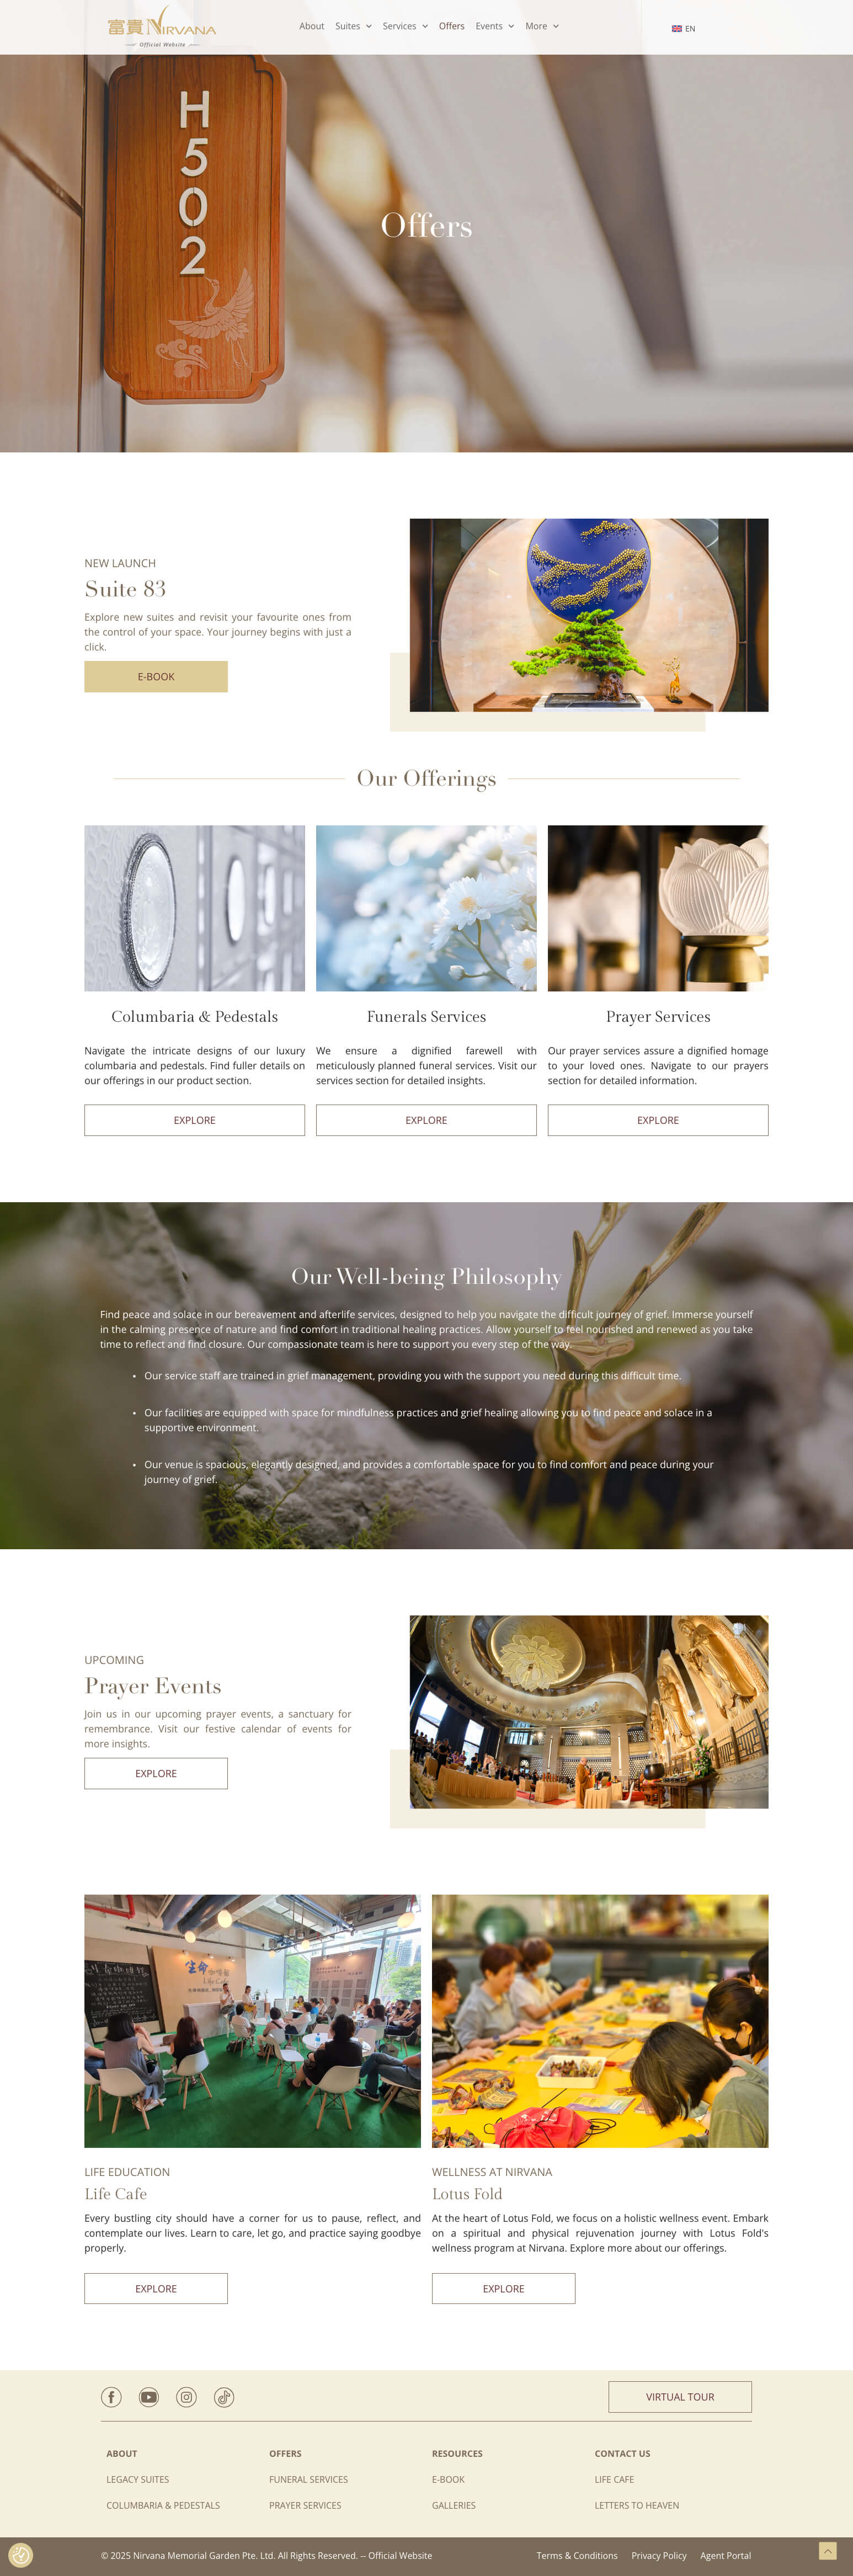 富貴 NIRVANA
Official Website
About Suites Services Offers Events More
EN
H
5
0
2
Offers
NEW LAUNCH
Suite 83
Explore new suites and revisit your favourite ones from
the control of your space. Your journey begins with just a
click.
E-BOOK
Our Offerings
Columbaria & Pedestals
Navigate the intricate designs of our luxury
columbaria and pedestals. Find fuller details on
our offerings in our product section.
EXPLORE
Funerals Services
We ensure a dignified farewell with
meticulously planned funeral services. Visit our
services section for detailed insights.
EXPLORE
Prayer Services
Our prayer services assure a dignified homage
to your loved ones. Navigate to our prayers
section for detailed information.
EXPLORE
Our Well-being Philosophy
Find peace and solace in our bereavement and afterlife services, designed to help you navigate the difficult journey of grief. Immerse yourself
in the calming presence of nature and find comfort in traditional healing practices. Allow yourself to feel nourished and renewed as you take
time to reflect and find closure. Our compassionate team is here to support you every step of the way.
• Our service staff are trained in grief management, providing you with the support you need during this difficult time.
• Our facilities are equipped with space for mindfulness practices and grief healing allowing you to find peace and solace in a
supportive environment.
• Our venue is spacious, elegantly designed, and provides a comfortable space for you to find comfort and peace during your
journey of grief.
UPCOMING
Prayer Events
Join us in our upcoming prayer events, a sanctuary for
remembrance. Visit our festive calendar of events for
more insights.
EXPLORE
生命咖啡館
Life Cafe
LIFE EDUCATION
Life Cafe
Every bustling city should have a corner for us to pause, reflect, and
contemplate our lives. Learn to care, let go, and practice saying goodbye
properly.
EXPLORE
WELLNESS AT NIRVANA
Lotus Fold
At the heart of Lotus Fold, we focus on a holistic wellness event. Embark
on a spiritual and physical rejuvenation journey with Lotus Fold's
wellness program at Nirvana. Explore more about our offerings.
EXPLORE
VIRTUAL TOUR
ABOUT
LEGACY SUITES
COLUMBARIA & PEDESTALS
OFFERS
FUNERAL SERVICES
PRAYER SERVICES
RESOURCES
E-BOOK
GALLERIES
CONTACT US
LIFE CAFE
LETTERS TO HEAVEN
© 2025 Nirvana Memorial Garden Pte. Ltd. All Rights Reserved. -- Official Website
Terms & Conditions Privacy Policy Agent Portal